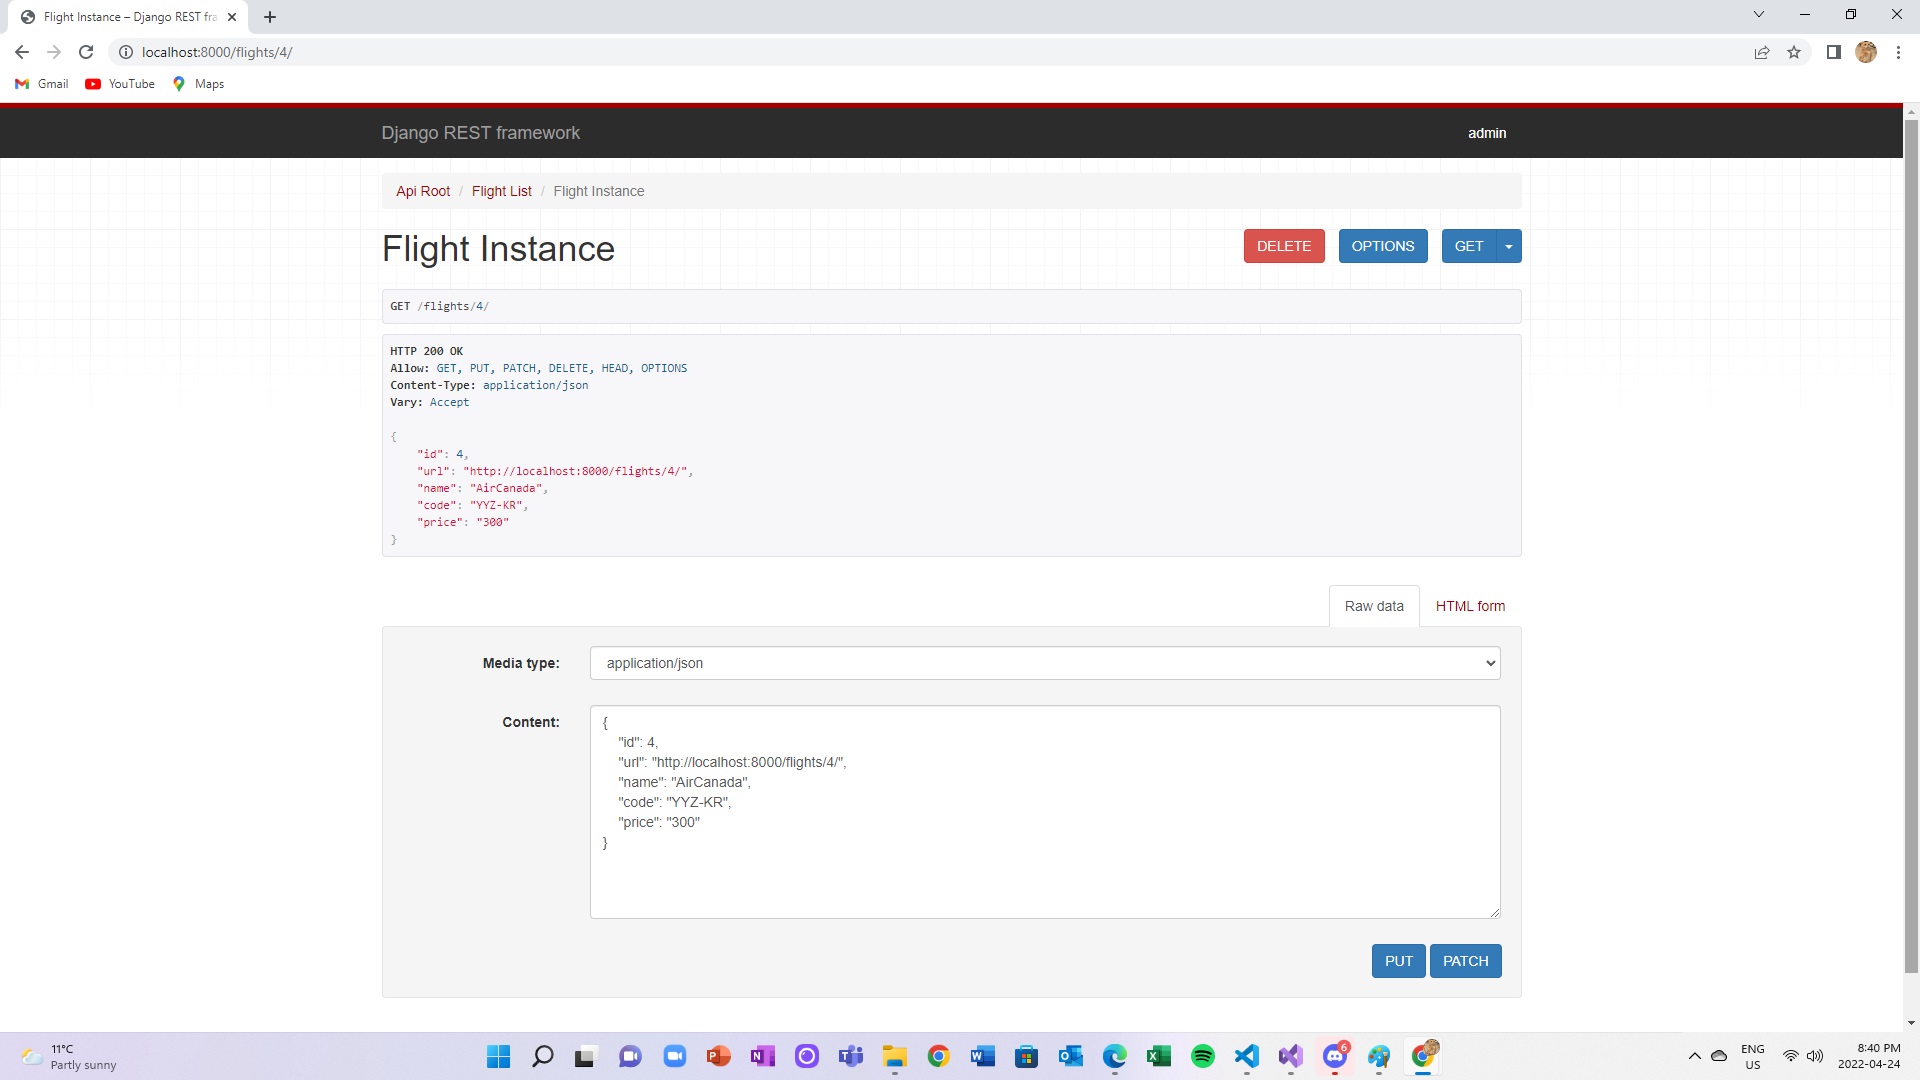 Flight Instance – Django REST fra
localhost:8000/flights/4/
Gmail YouTube Maps
Django REST framework admin
Api Root / Flight List / Flight Instance
Flight Instance DELETE OPTIONS GET
GET /flights/4/
HTTP 200 OK
Allow: GET, PUT, PATCH, DELETE, HEAD, OPTIONS
Content-Type: application/json
Vary: Accept
{
"id": 4,
"url": "http://localhost:8000/flights/4/",
"name": "AirCanada",
"code": "YYZ-KR",
"price": "300"
}
Raw data HTML form
Media type: application/json
Content: {
"id": 4,
"url": "http://localhost:8000/flights/4/",
"name": "AirCanada",
"code": "YYZ-KR",
"price": "300"
}
PUT PATCH
11°C
Partly sunny
6
ENG
US
8:40 PM
2022-04-24